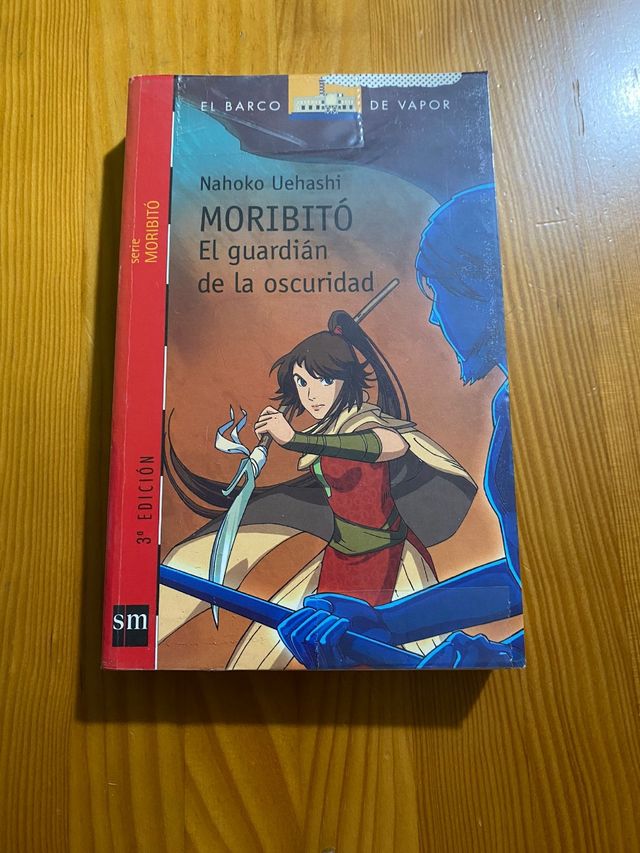 EL BARCO DE VAPOR
Nahoko Uehashi
MORIBITÓ
El guardián
de la oscuridad
serie
MORIBITÓ
3ª EDICIÓN
sm